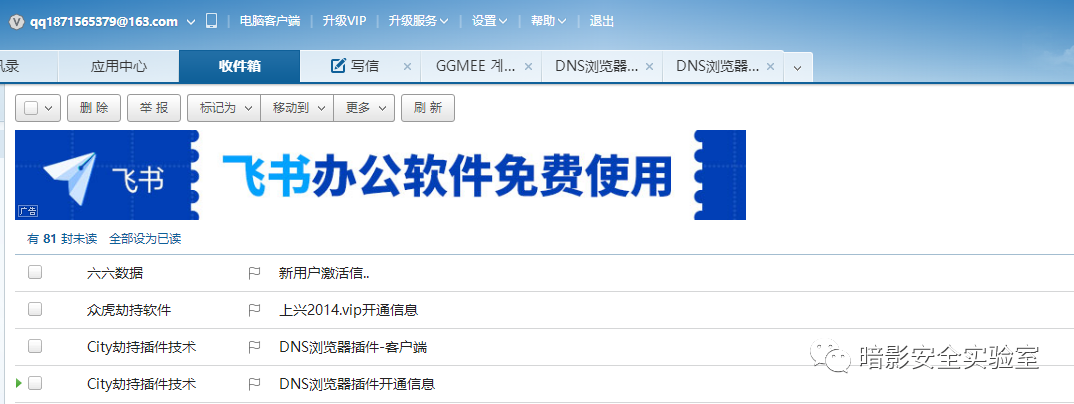 qq1871565379@163.com 电脑客户端 升级VIP 升级服务 设置 帮助 退出
讯录 应用中心 收件箱 写信 × GGMEE 계... × DNS浏览器... × DNS浏览器... ×
删 除 举 报 标记为 移动到 更多 刷 新
飞书 飞书办公软件免费使用
广告
有 81 封未读 全部设为已读
六六数据 新用户激活信..
众虎劫持软件 上兴2014.vip开通信息
City劫持插件技术 DNS浏览器插件-客户端
City劫持插件技术 DNS浏览器插件开通信息
暗影安全实验室